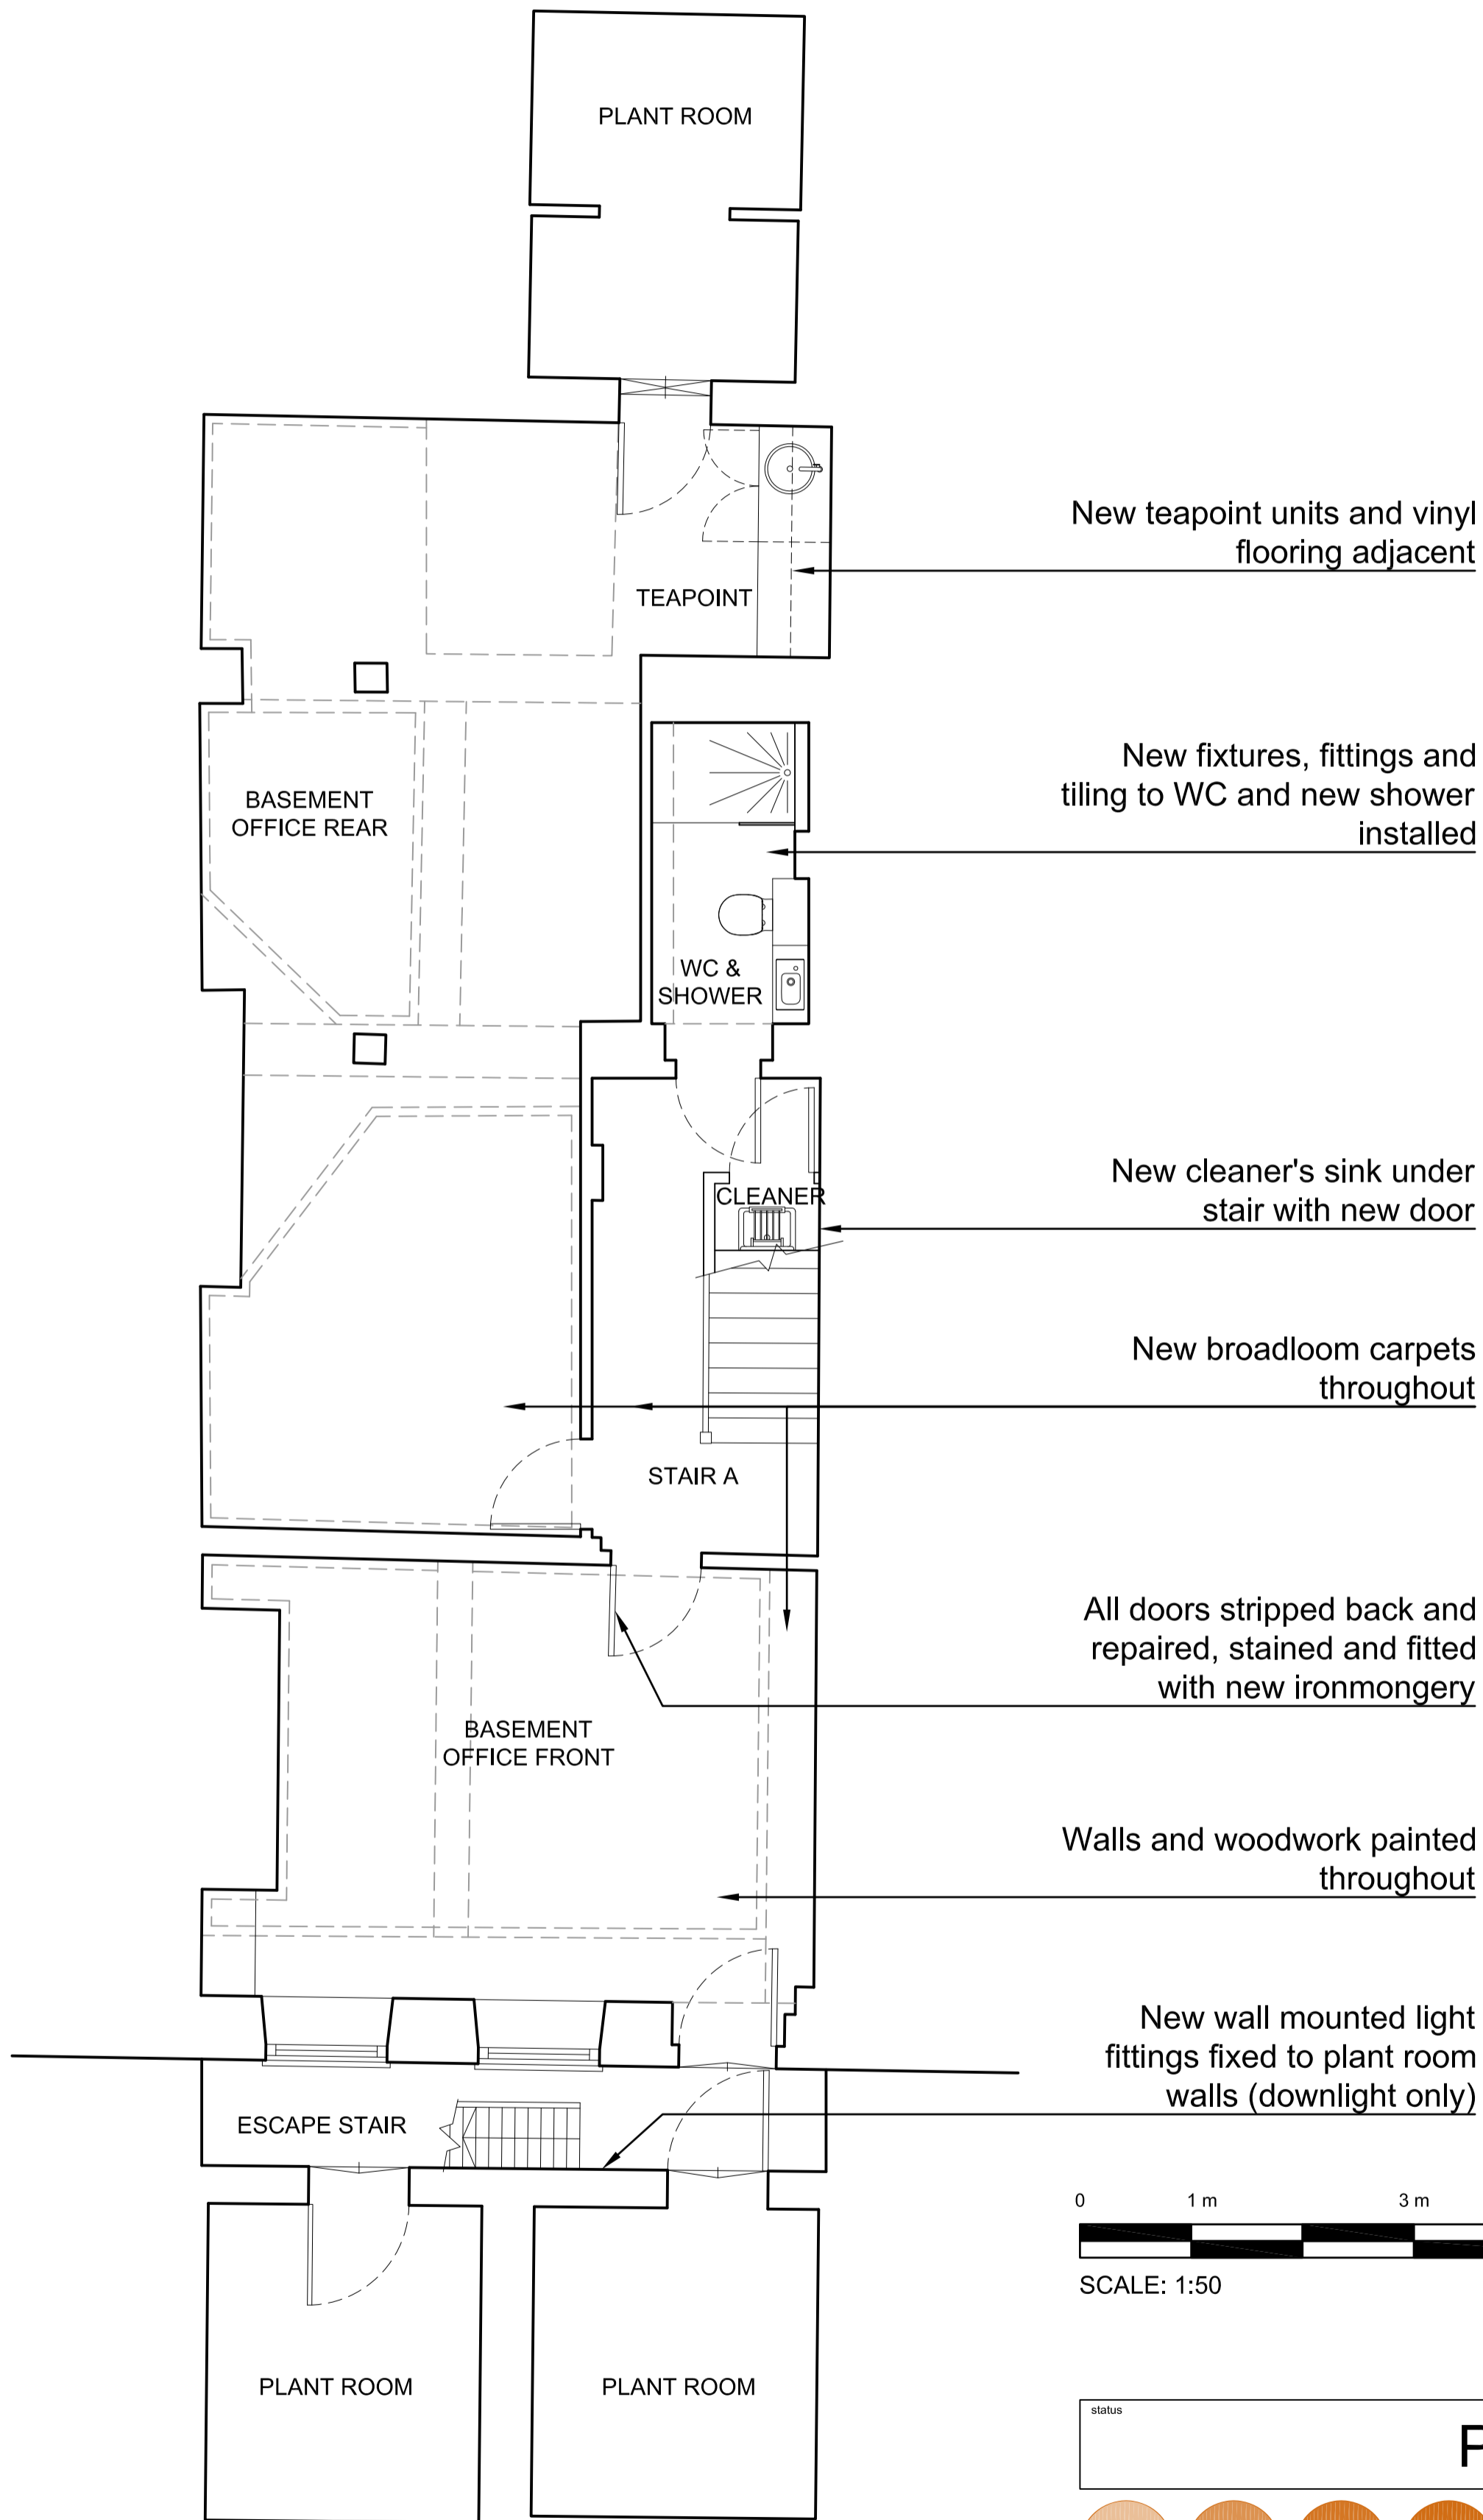 PLANT ROOM
New teapoint units and vinyl
flooring adjacent
TEAPOINT
New fixtures, fittings and
tiling to WC and new shower
installed
BASEMENT
OFFICE REAR
WC &
SHOWER
New cleaner's sink under
stair with new door
CLEANER
New broadloom carpets
throughout
STAIR A
All doors stripped back and
repaired, stained and fitted
with new ironmongery
BASEMENT
OFFICE FRONT
Walls and woodwork painted
throughout
New wall mounted light
fittings fixed to plant room
walls (downlight only)
ESCAPE STAIR
0 1 m 3 m
SCALE: 1:50
PLANT ROOM
PLANT ROOM
status